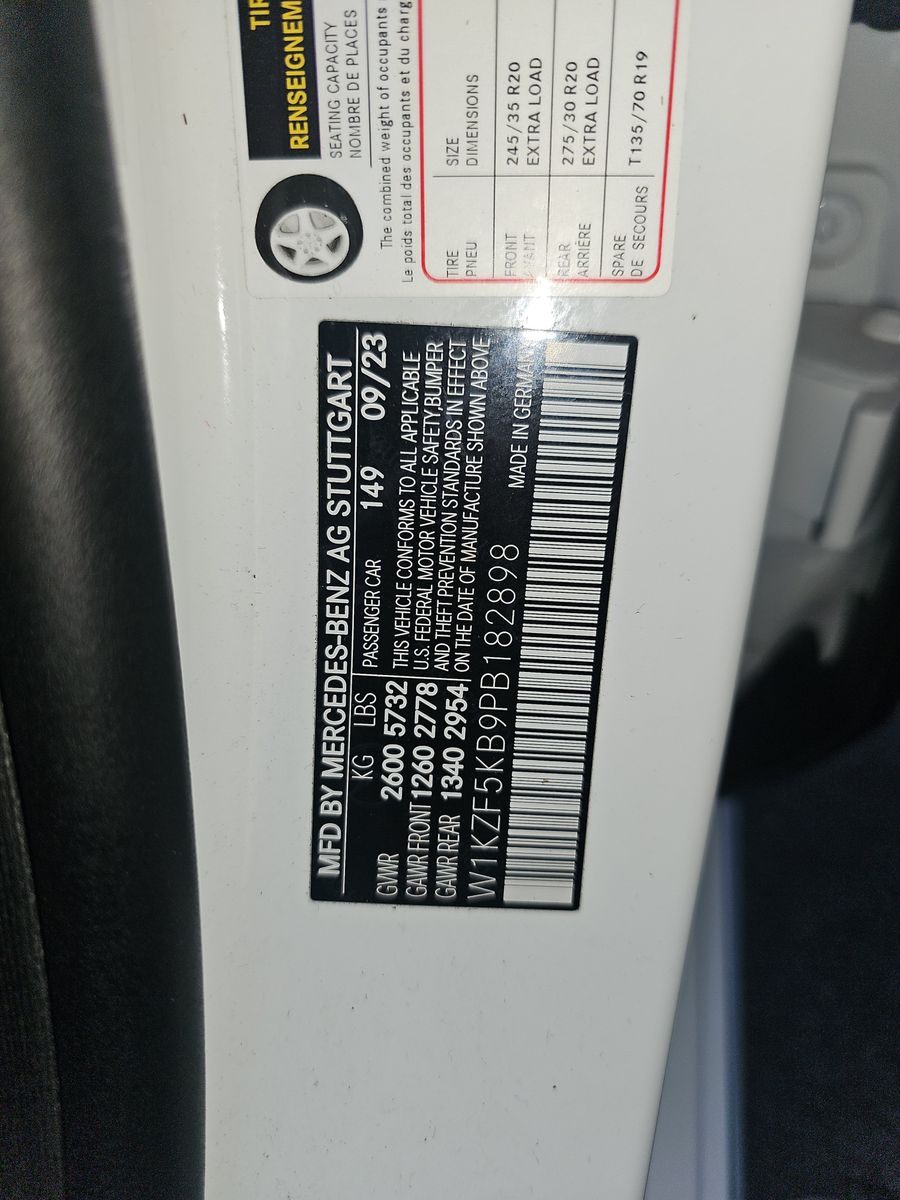 TIR
RENSEIGNEM
SEATING CAPACITY
NOMBRE DE PLACES
The combined weight of occupants
Le poids total des occupants et du charg
TIRE SIZE
PNEU DIMENSIONS
FRONT 245/35 R20
AVANT EXTRA LOAD
REAR 275/30 R20
ARRIÈRE EXTRA LOAD
SPARE T135/70 R19
DE SECOURS
MFD BY MERCEDES-BENZ AG STUTTGART
KG LBS PASSENGER CAR 149 09/23
GVWR 2600 5732 THIS VEHICLE CONFORMS TO ALL APPLICABLE
GAWR FRONT 1260 2778 U.S. FEDERAL MOTOR VEHICLE SAFETY,BUMPER
GAWR REAR 1340 2954 AND THEFT PREVENTION STANDARDS IN EFFECT
ON THE DATE OF MANUFACTURE SHOWN ABOVE
W1KZF5KB9PB182898 MADE IN GERMANY